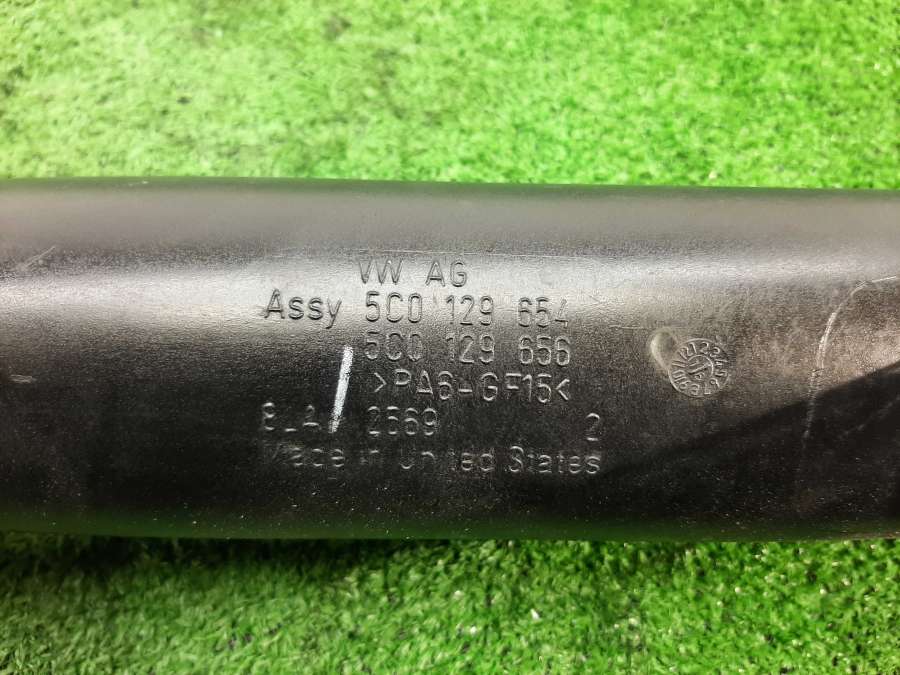 VW AG
Assy 5C0 129 654
5C0 129 656
>PA6-GF15<
2569 2
Made in United States